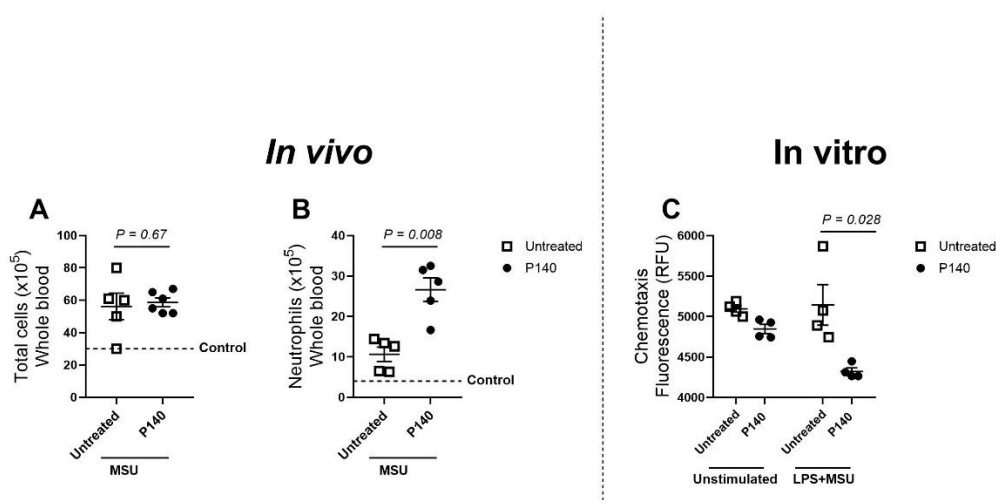 In vivo
In vitro
A
P = 0.67
Total cells (x10⁵)
Whole blood
100
80
60
40
20
0
Control
Untreated
P140
MSU
B
P = 0.008
Neutrophils (x10⁵)
Whole blood
40
30
20
10
0
Control
Untreated
P140
MSU
Untreated
P140
C
P = 0.028
Chemotaxis
Fluorescence (RFU)
6000
5500
5000
4500
4000
Untreated
P140
Untreated
P140
Unstimulated
LPS+MSU
Untreated
P140